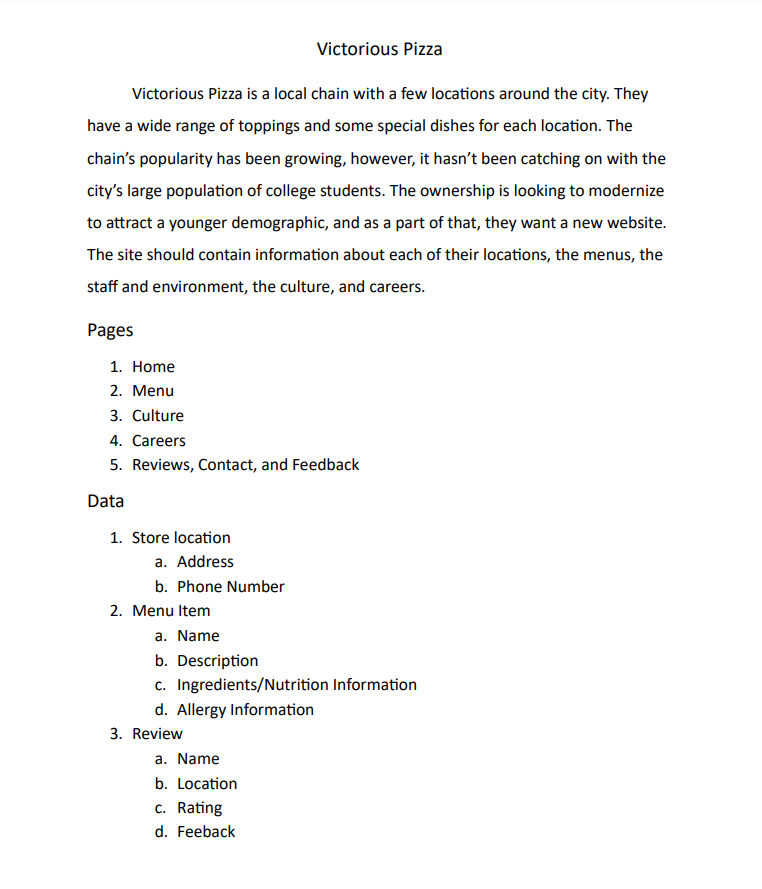 Victorious Pizza
Victorious Pizza is a local chain with a few locations around the city. They
have a wide range of toppings and some special dishes for each location. The
chain’s popularity has been growing, however, it hasn’t been catching on with the
city’s large population of college students. The ownership is looking to modernize
to attract a younger demographic, and as a part of that, they want a new website.
The site should contain information about each of their locations, the menus, the
staff and environment, the culture, and careers.
Pages
1. Home
2. Menu
3. Culture
4. Careers
5. Reviews, Contact, and Feedback
Data
1. Store location
a. Address
b. Phone Number
2. Menu Item
a. Name
b. Description
c. Ingredients/Nutrition Information
d. Allergy Information
3. Review
a. Name
b. Location
c. Rating
d. Feeback